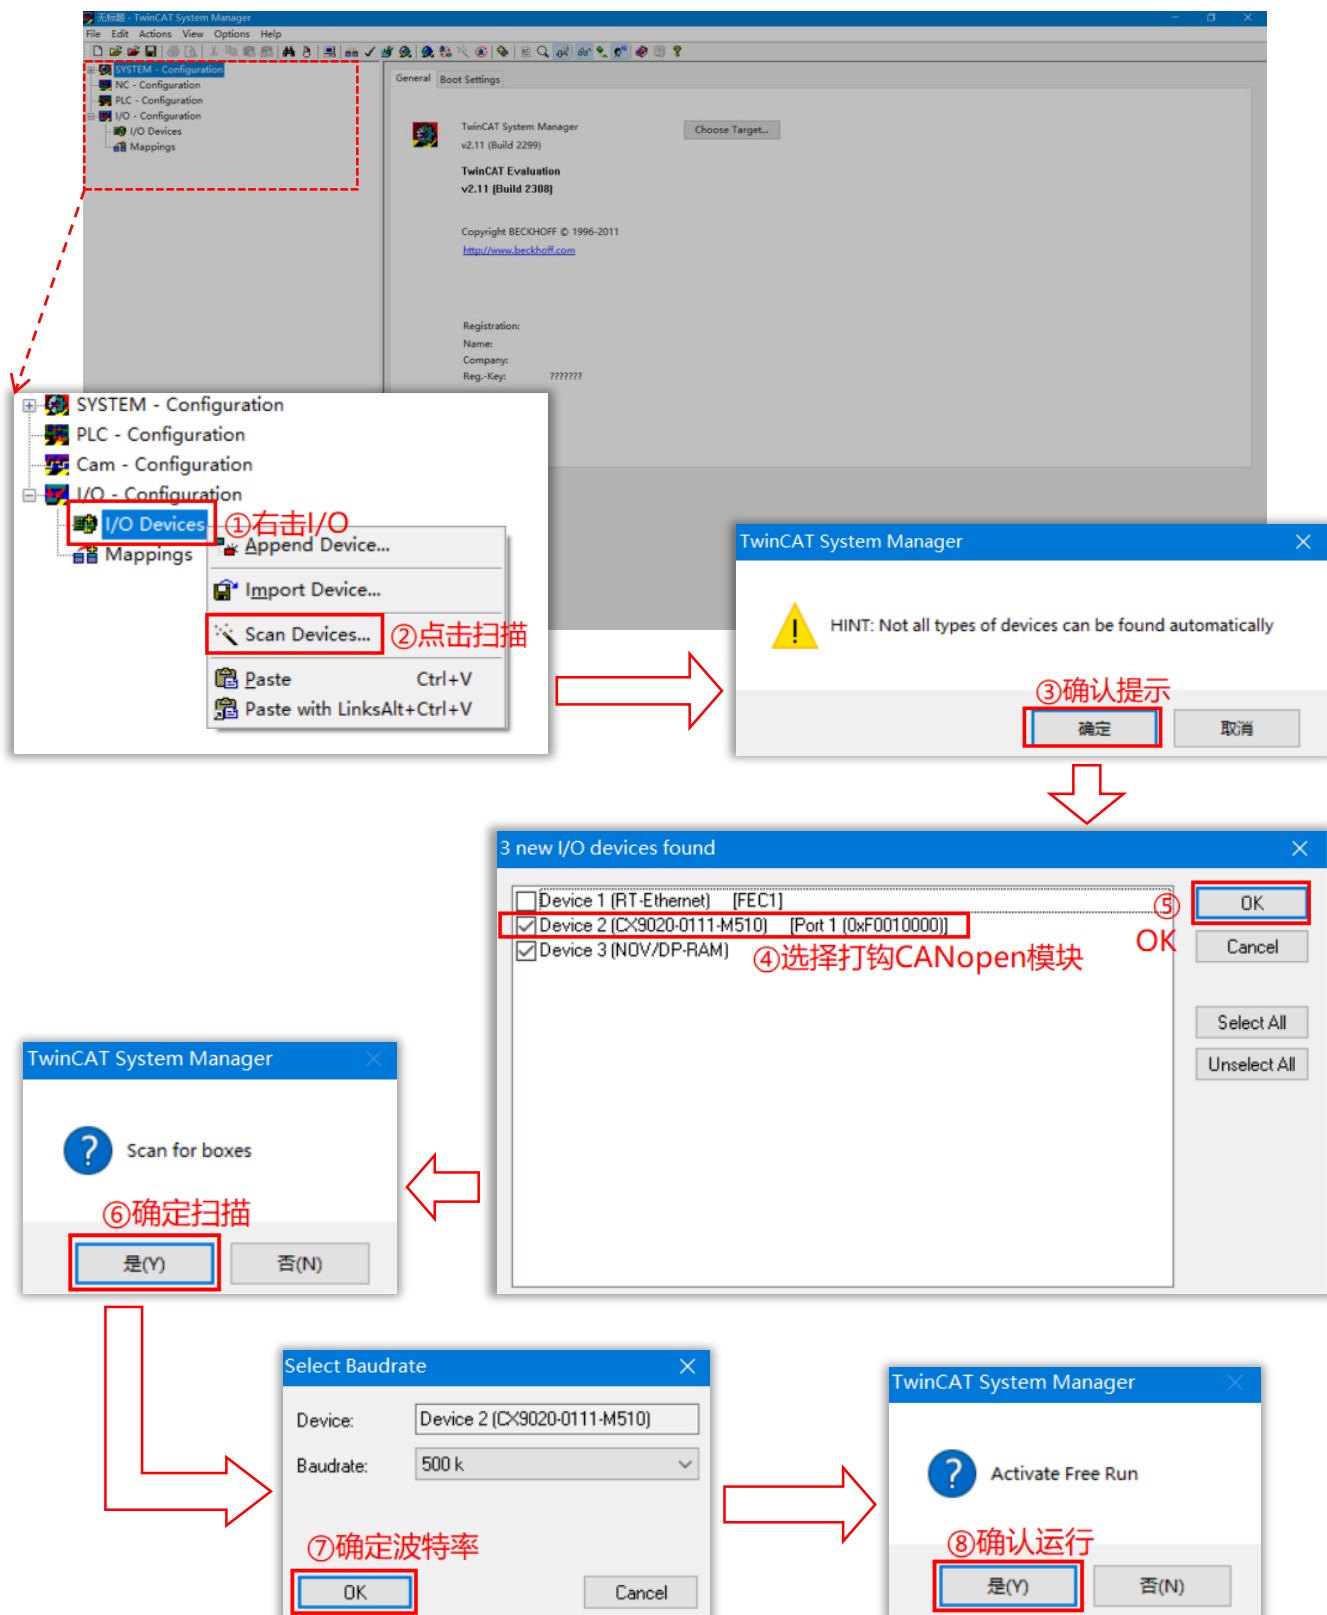 无标题 - TwinCAT System Manager
File Edit Actions View Options Help
SYSTEM - Configuration
NC - Configuration
PLC - Configuration
I/O - Configuration
I/O Devices
Mappings
General Boot Settings
TwinCAT System Manager
v2.11 (Build 2299)
Choose Target...
TwinCAT Evaluation
v2.11 (Build 2308)
Copyright BECKHOFF © 1996-2011
http://www.beckhoff.com
Registration:
Name:
Company:
Reg.-Key: ???????
SYSTEM - Configuration
PLC - Configuration
Cam - Configuration
I/O - Configuration
I/O Devices
①右击I/O
Mappings
Append Device...
Import Device...
Scan Devices...
②点击扫描
Paste Ctrl+V
Paste with LinksAlt+Ctrl+V
TwinCAT System Manager
HINT: Not all types of devices can be found automatically
③确认提示
确定 取消
3 new I/O devices found
Device 1 (RT-Ethernet) [FEC1]
Device 2 (CX9020-0111-M510) [Port 1 (0xF0010000)]
Device 3 (NOV/DP-RAM)
④选择打钩CANopen模块
⑤
OK
OK
Cancel
Select All
Unselect All
TwinCAT System Manager
Scan for boxes
⑥确定扫描
是(Y) 否(N)
Select Baudrate
Device: Device 2 (CX9020-0111-M510)
Baudrate: 500 k
⑦确定波特率
OK Cancel
TwinCAT System Manager
Activate Free Run
⑧确认运行
是(Y) 否(N)